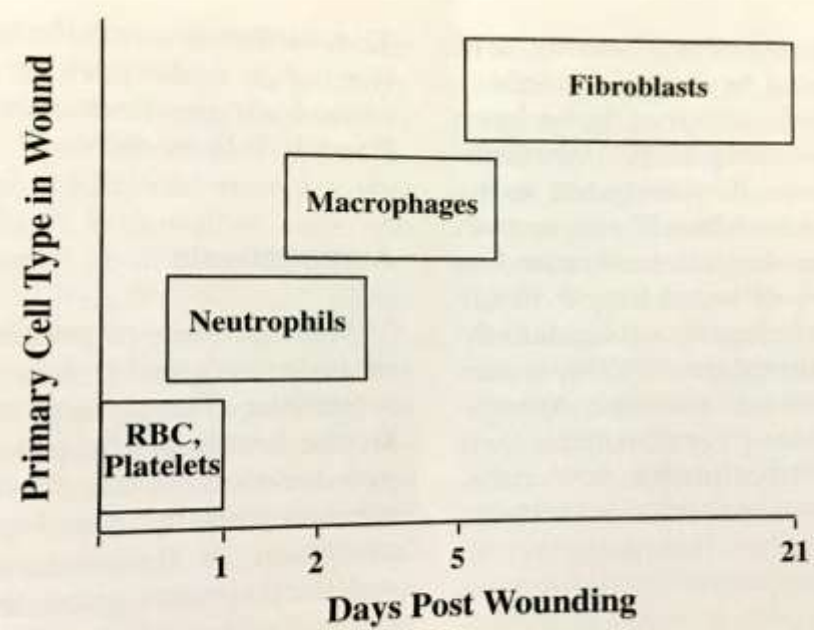 Primary Cell Type in Wound
Fibroblasts
Macrophages
Neutrophils
RBC,
Platelets
1 2 5 21
Days Post Wounding